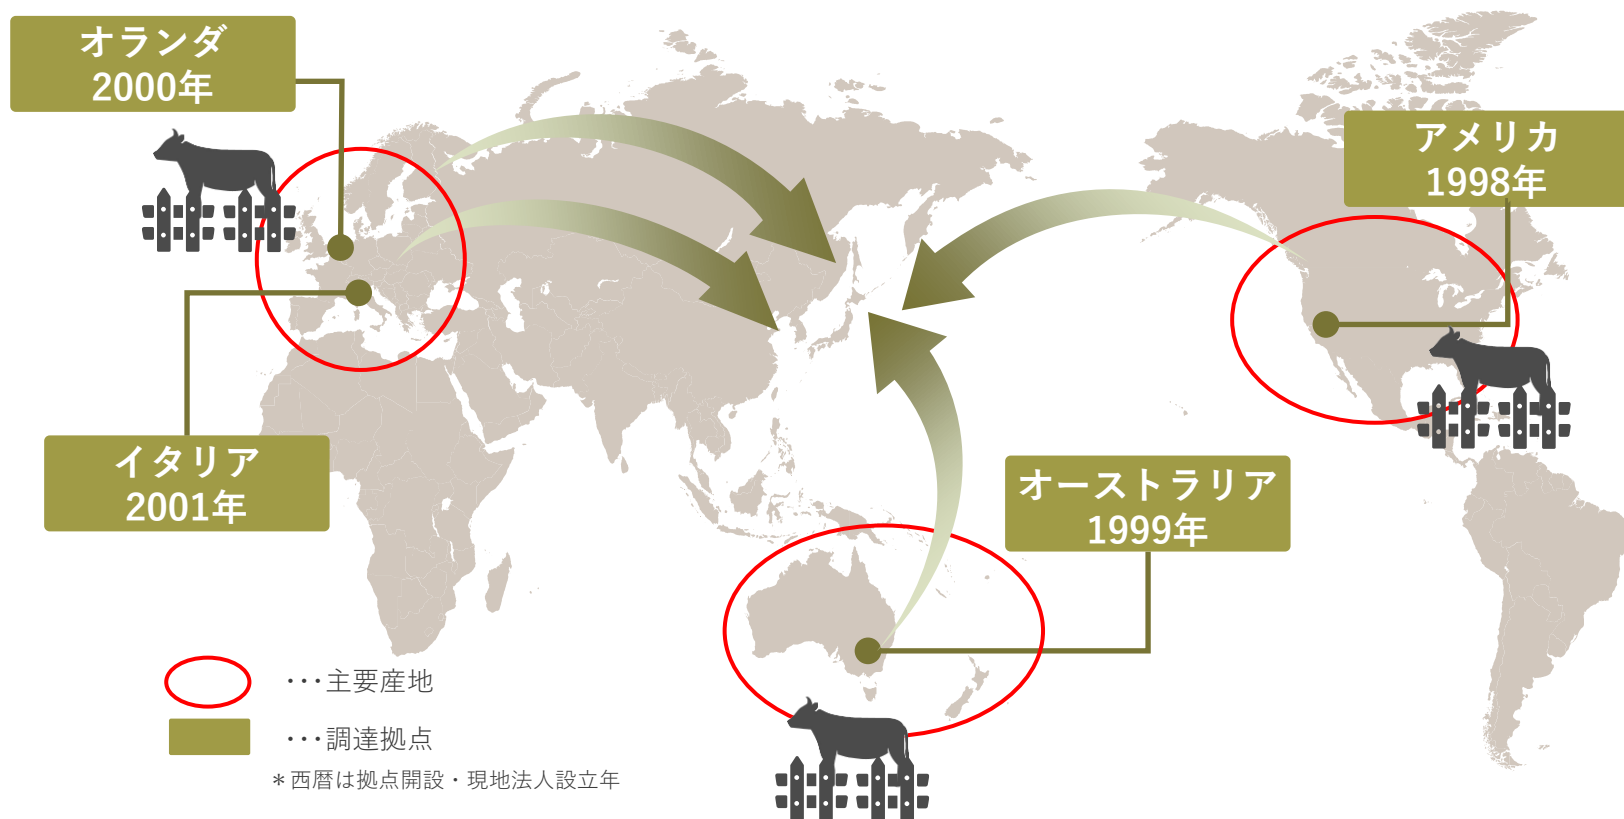 オランダ
2000年
アメリカ
1998年
イタリア
2001年
オーストラリア
1999年
･･･主要産地
･･･調達拠点
＊西暦は拠点開設・現地法人設立年